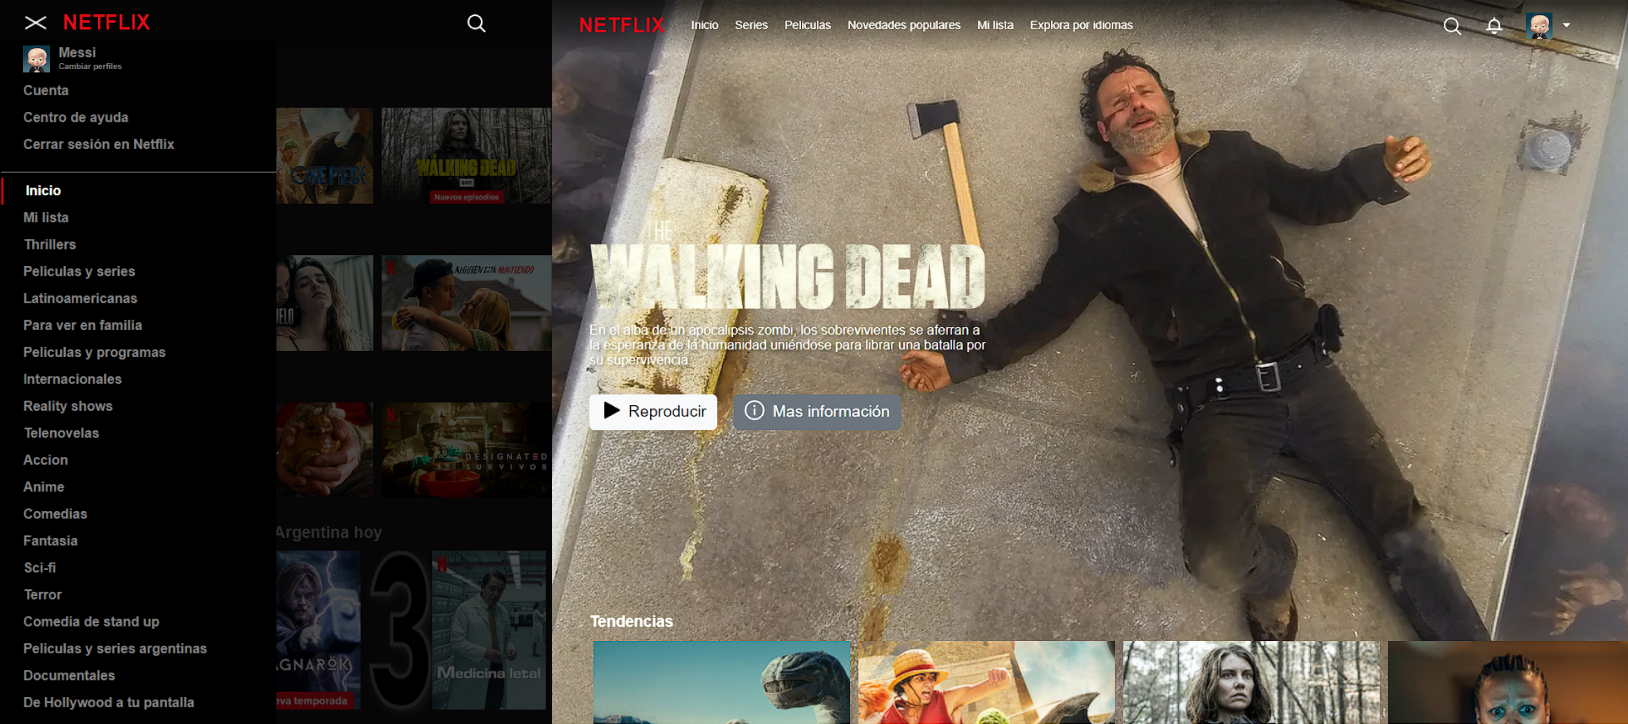 NETFLIX
Messi
Cambiar perfiles
Cuenta
Centro de ayuda
Cerrar sesión en Netflix
Inicio
Mi lista
Thrillers
Peliculas y series
Latinoamericanas
Para ver en familia
Peliculas y programas
Internacionales
Reality shows
Telenovelas
Accion
Anime
Comedias
Fantasia
Sci-fi
Terror
Comedia de stand up
Peliculas y series argentinas
Documentales
De Hollywood a tu pantalla
ONE PIECE
WALKING DEAD
AMC
Nuevos episodios
ELO
ALGUIEN ESTÁ MINTIENDO
DESIGNATED
SURVIVOR
Argentina hoy
AGNARÖK
eva temporada
3
Medicina letal
NETFLIX
Inicio
Series
Peliculas
Novedades populares
Mi lista
Explora por idiomas
THE
WALKING DEAD
En el alba de un apocalipsis zombi, los sobrevivientes se aferran a
la esperanza de la humanidad uniéndose para librar una batalla por
su supervivencia.
Reproducir
Mas información
Tendencias